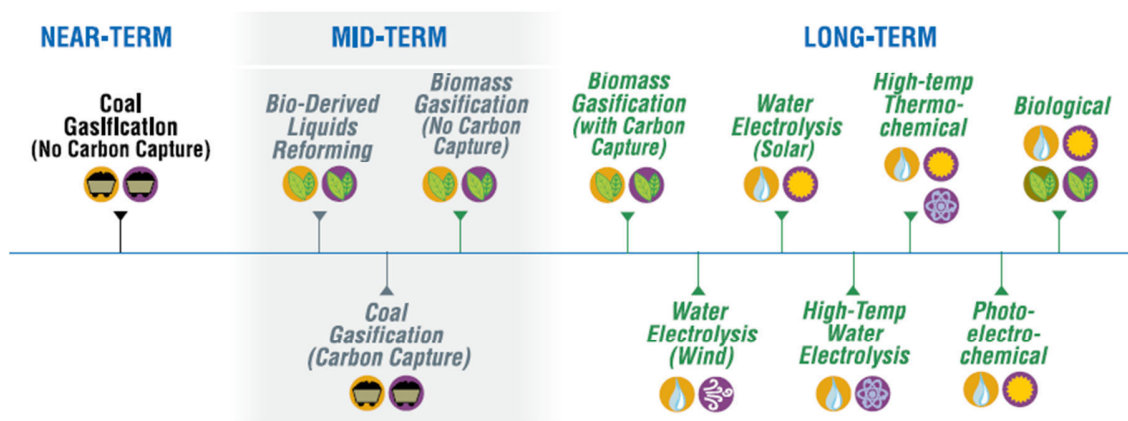 NEAR-TERM
MID-TERM
LONG-TERM
Coal
Gasification
(No Carbon Capture)
Bio-Derived
Liquids
Reforming
Biomass
Gasification
(No Carbon
Capture)
Biomass
Gasification
(with Carbon
Capture)
Water
Electrolysis
(Solar)
High-temp
Thermo-
chemical
Biological
Coal
Gasification
(Carbon Capture)
Water
Electrolysis
(Wind)
High-Temp
Water
Electrolysis
Photo-
electro-
chemical